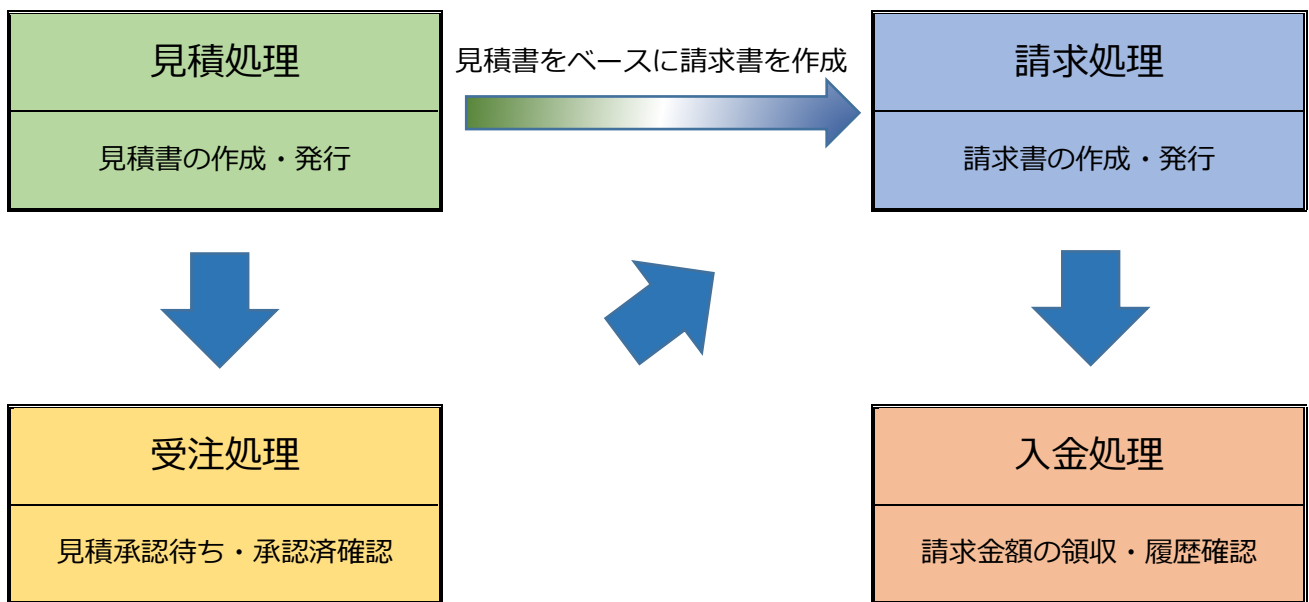 見積処理
見積書の作成・発行
見積書をベースに請求書を作成
請求処理
請求書の作成・発行
受注処理
見積承認待ち・承認済確認
入金処理
請求金額の領収・履歴確認